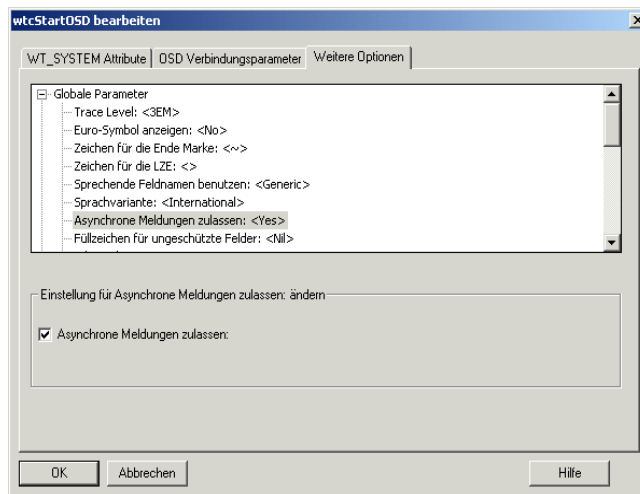 wtcStartOSD bearbeiten
WT_SYSTEM Attribute OSD Verbindungsparameter Weitere Optionen
Globale Parameter
Trace Level: <3EM>
Euro-Symbol anzeigen: <No>
Zeichen für die Ende Marke: <~>
Zeichen für die LZE: <>
Sprechende Feldnamen benutzen: <Generic>
Sprachvariante: <International>
Asynchrone Meldungen zulassen: <Yes>
Füllzeichen für ungeschützte Felder: <Nil>
Einstellung für Asynchrone Meldungen zulassen: ändern
Asynchrone Meldungen zulassen:
OK Abbrechen Hilfe